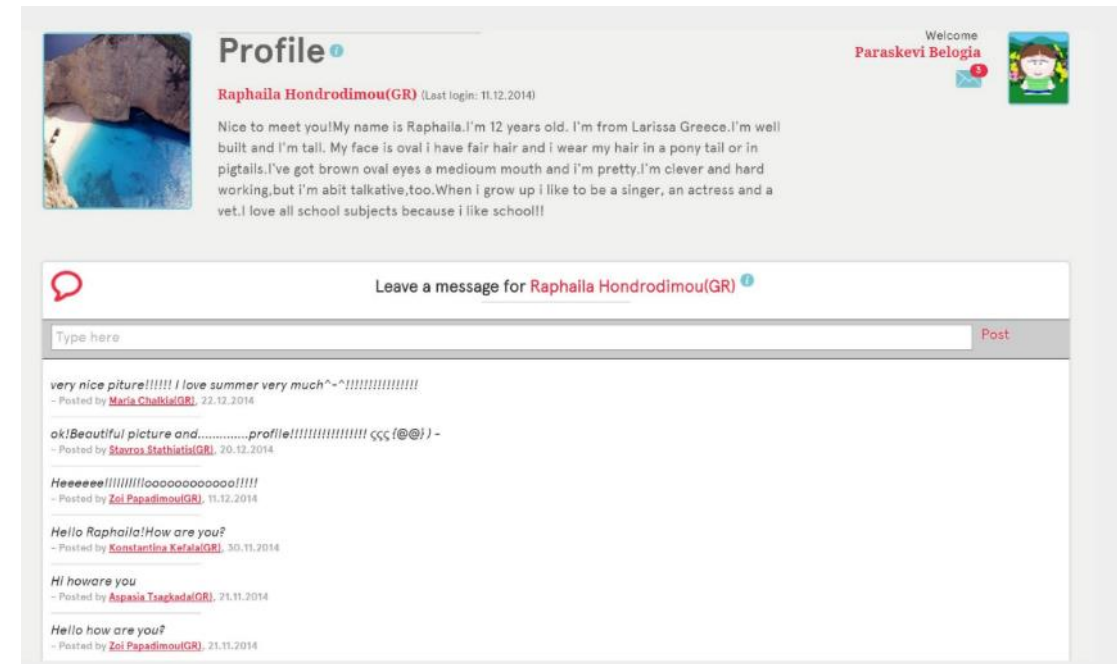 Profile
Welcome
Paraskevi Belogia
3
Raphaila Hondrodimou(GR) (Last login: 11.12.2014)
Nice to meet you!My name is Raphaila.I'm 12 years old. I'm from Larissa Greece.I'm well
built and I'm tall. My face is oval i have fair hair and i wear my hair in a pony tail or in
pigtails.I've got brown oval eyes a medioum mouth and i'm pretty.I'm clever and hard
working,but i'm abit talkative,too.When i grow up i like to be a singer, an actress and a
vet.I love all school subjects because i like school!!
Leave a message for Raphaila Hondrodimou(GR)
Type here
Post
very nice piture!!!!!! I love summer very much^-^!!!!!!!!!!!!!!!!!
- Posted by Maria Chalkia(GR), 22.12.2014
ok!Beautiful picture and..............profile!!!!!!!!!!!!!!!!!! ςςς {@@} ) -
- Posted by Stavros Stathiatis(GR), 20.12.2014
Heeeeee!!!!!!!!!!looooooooooooo!!!!!
- Posted by Zoi Papadimou(GR), 11.12.2014
Hello Raphaila!How are you?
- Posted by Konstantina Kefala(GR), 30.11.2014
Hi howare you
- Posted by Aspasia Tsagkada(GR), 21.11.2014
Hello how are you?
- Posted by Zoi Papadimou(GR), 21.11.2014